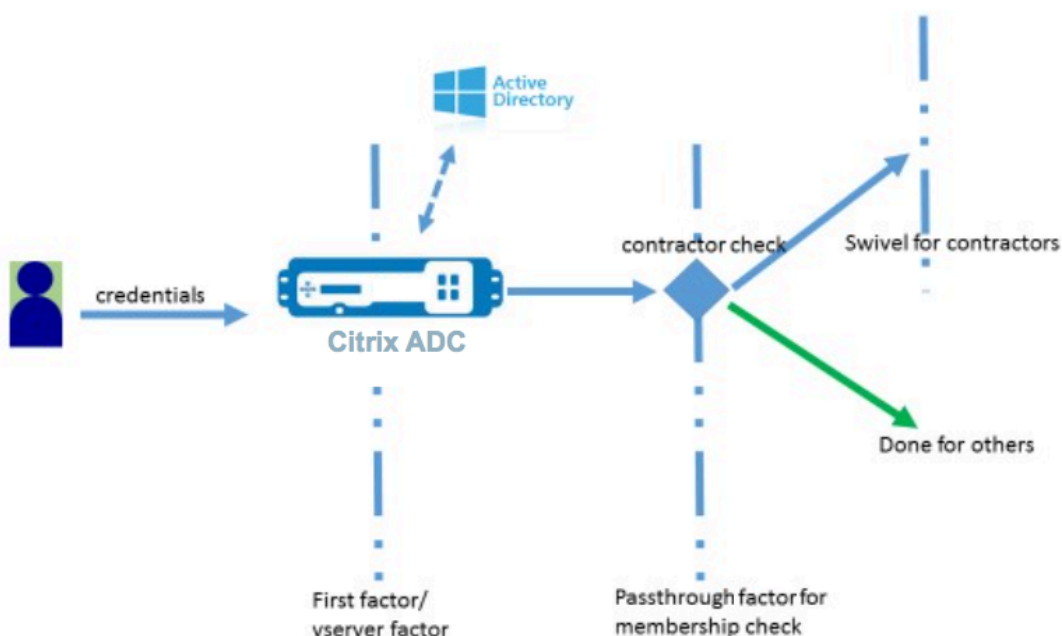 Active
Directory
contractor check
Swivel for contractors
credentials
Citrix ADC
Done for others
First factor/
vserver factor
Passthrough factor for
membership check